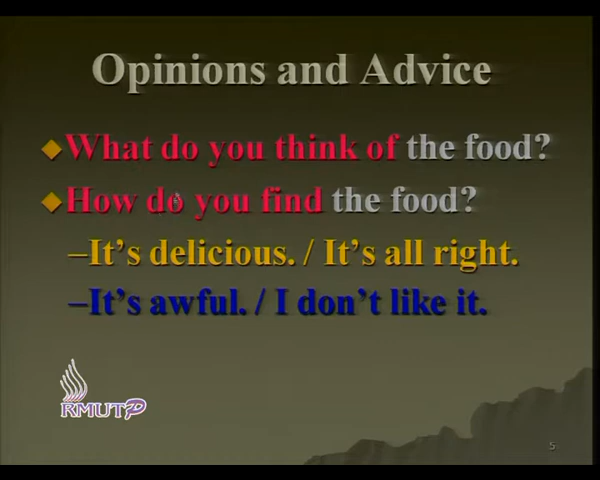 Opinions and Advice
What do you think of the food?
How do you find the food?
–It's delicious. / It's all right.
–It's awful. / I don't like it.
RMUTP
5